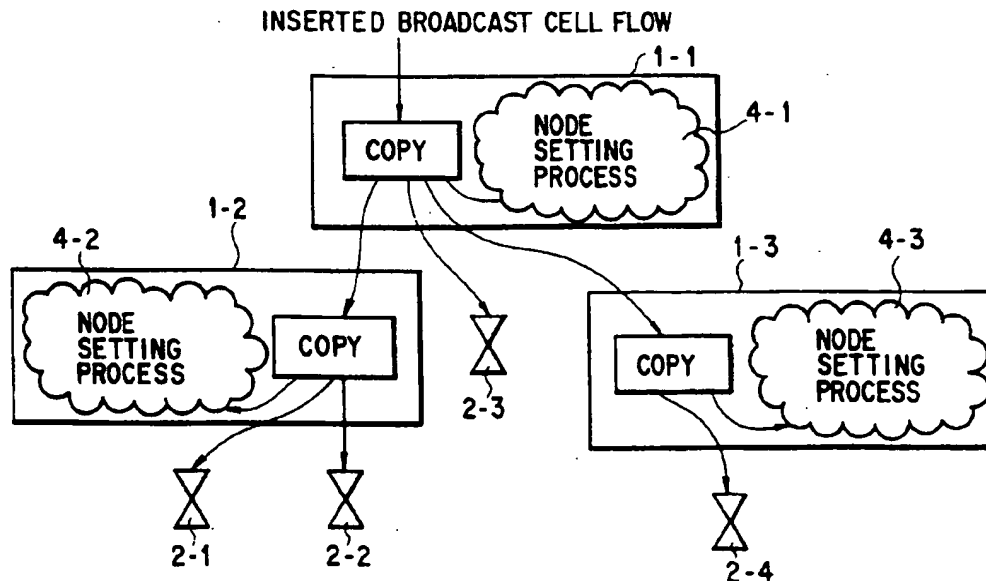 INSERTED BROADCAST CELL FLOW
1-1
COPY
NODE
SETTING
PROCESS
4-1
1-2
4-2
NODE
SETTING
PROCESS
COPY
2-3
1-3
4-3
COPY
NODE
SETTING
PROCESS
2-1
2-2
2-4